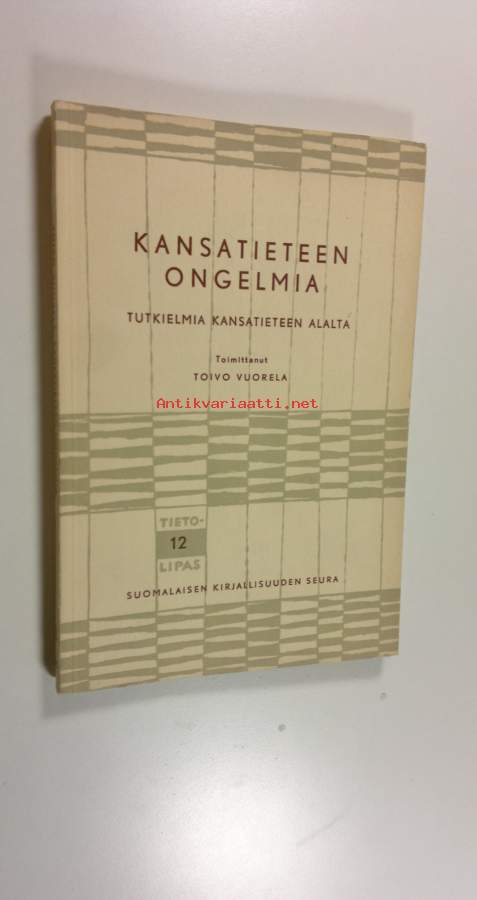 KANSATIETEEN
ONGELMIA
TUTKIELMIA KANSATIETEEN ALALTA
Toimittanut
TOIVO VUORELA
Antikvariaatti.net
TIETO-
12
LIPAS
SUOMALAISEN KIRJALLISUUDEN SEURA